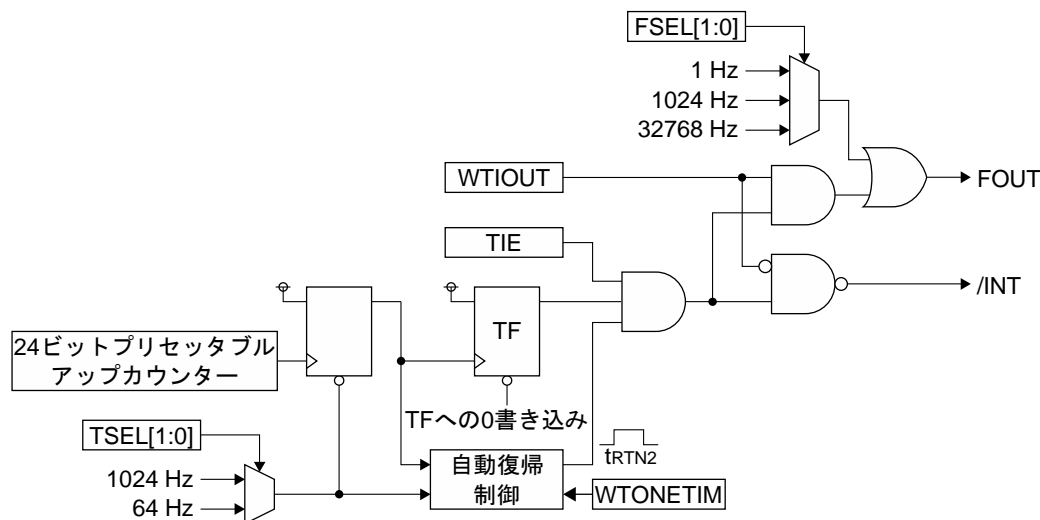 FSEL[1:0]
1 Hz
1024 Hz
32768 Hz
WTIOUT
FOUT
TIE
/INT
TF
24ビットプリセッタブル
アップカウンター
TFへの0書き込み
TSEL[1:0]
1024 Hz
64 Hz
自動復帰
制御
tRTN2
WTONETIM